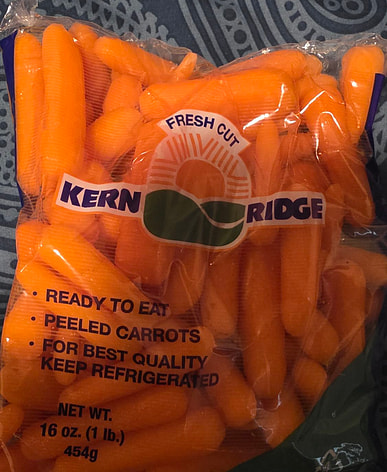 FRESH CUT
KERN RIDGE
• READY TO EAT
• PEELED CARROTS
• FOR BEST QUALITY
KEEP REFRIGERATED
NET WT.
16 oz. (1 lb.)
454g